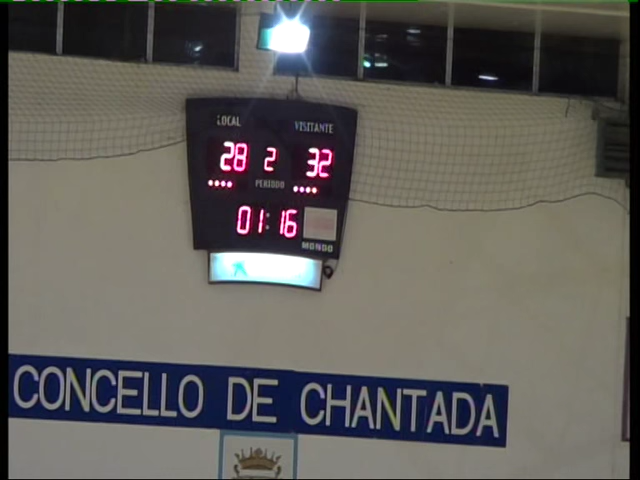 LOCAL VISITANTE
28 2 32
PERIODO
01:16
MONDO
CONCELLO DE CHANTADA